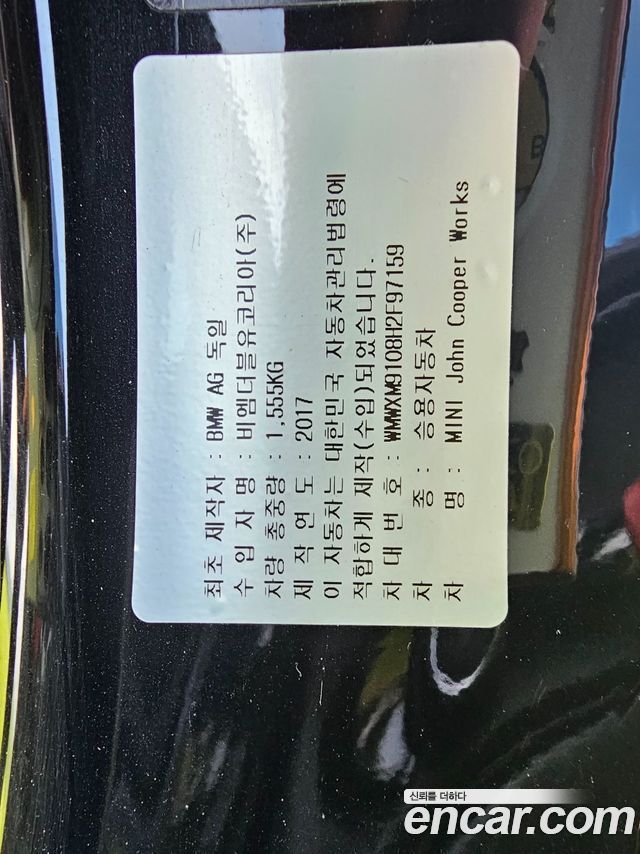 최초 제작자 : BMW AG 독일
수 입 자 명 : 비엠더블유코리아(주)
차량 총중량 : 1,555KG
제 작 연 도 : 2017
이 자동차는 대한민국 자동차관리법령에
적합하게 제작(수입)되었습니다.
차 대 번 호 : WMWXM9108H2F97159
차 종 : 승용자동차
차 명 : MINI John Cooper Works
신뢰를 더하다
encar.com